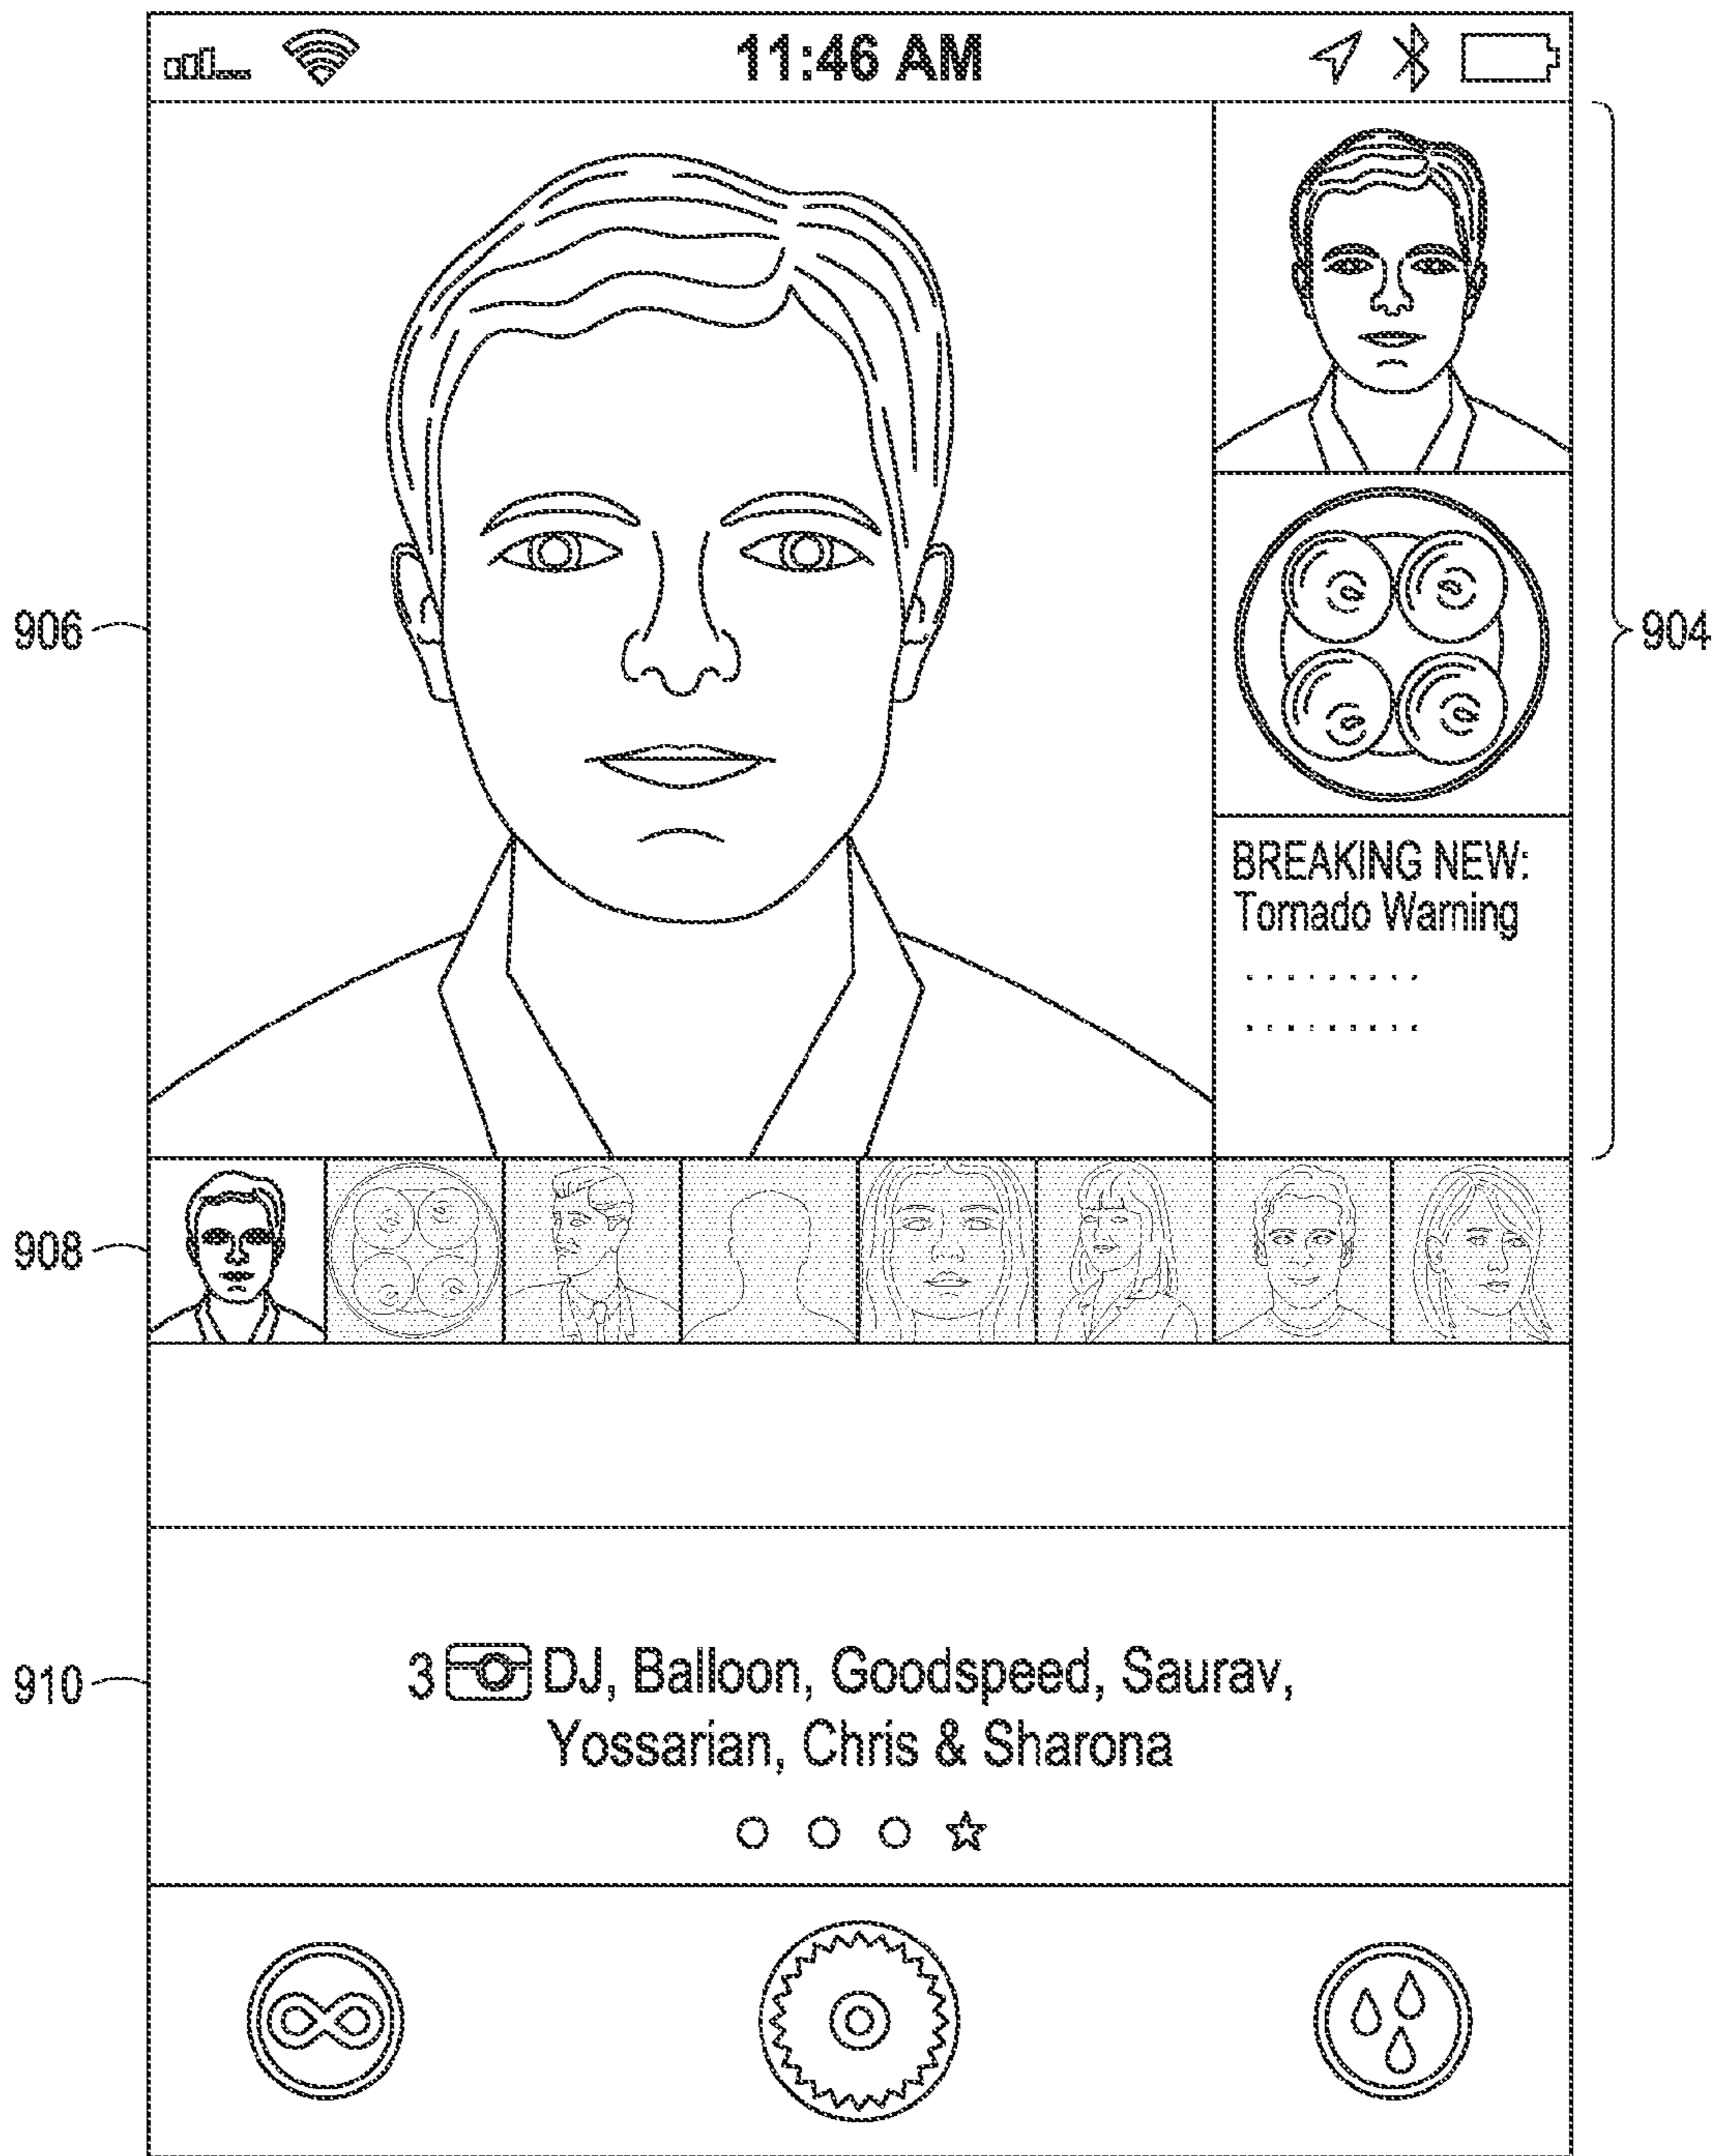 11:46 AM
906
904
BREAKING NEW:
Tornado Warning
908
910
3 DJ, Balloon, Goodspeed, Saurav,
Yossarian, Chris & Sharona